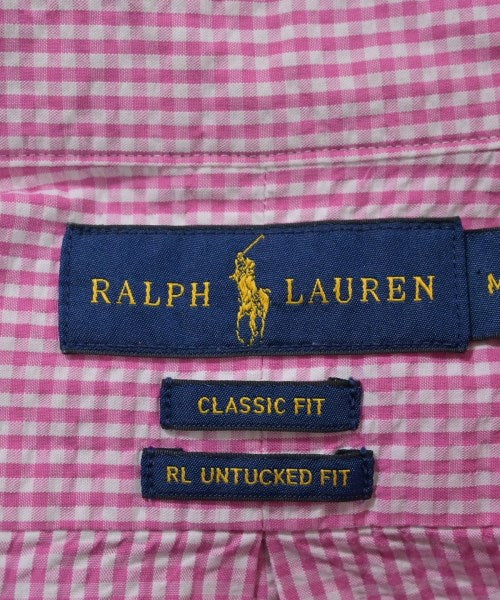 RALPH LAUREN
M
CLASSIC FIT
RL UNTUCKED FIT